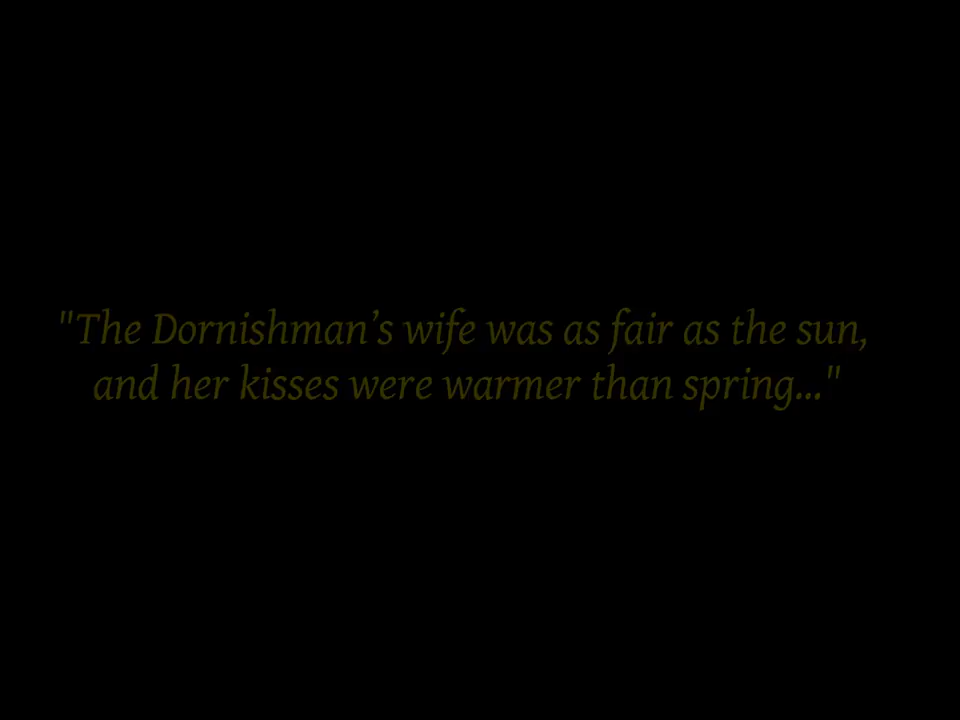 "The Dornishman’s wife was as fair as the sun,
and her kisses were warmer than spring..."